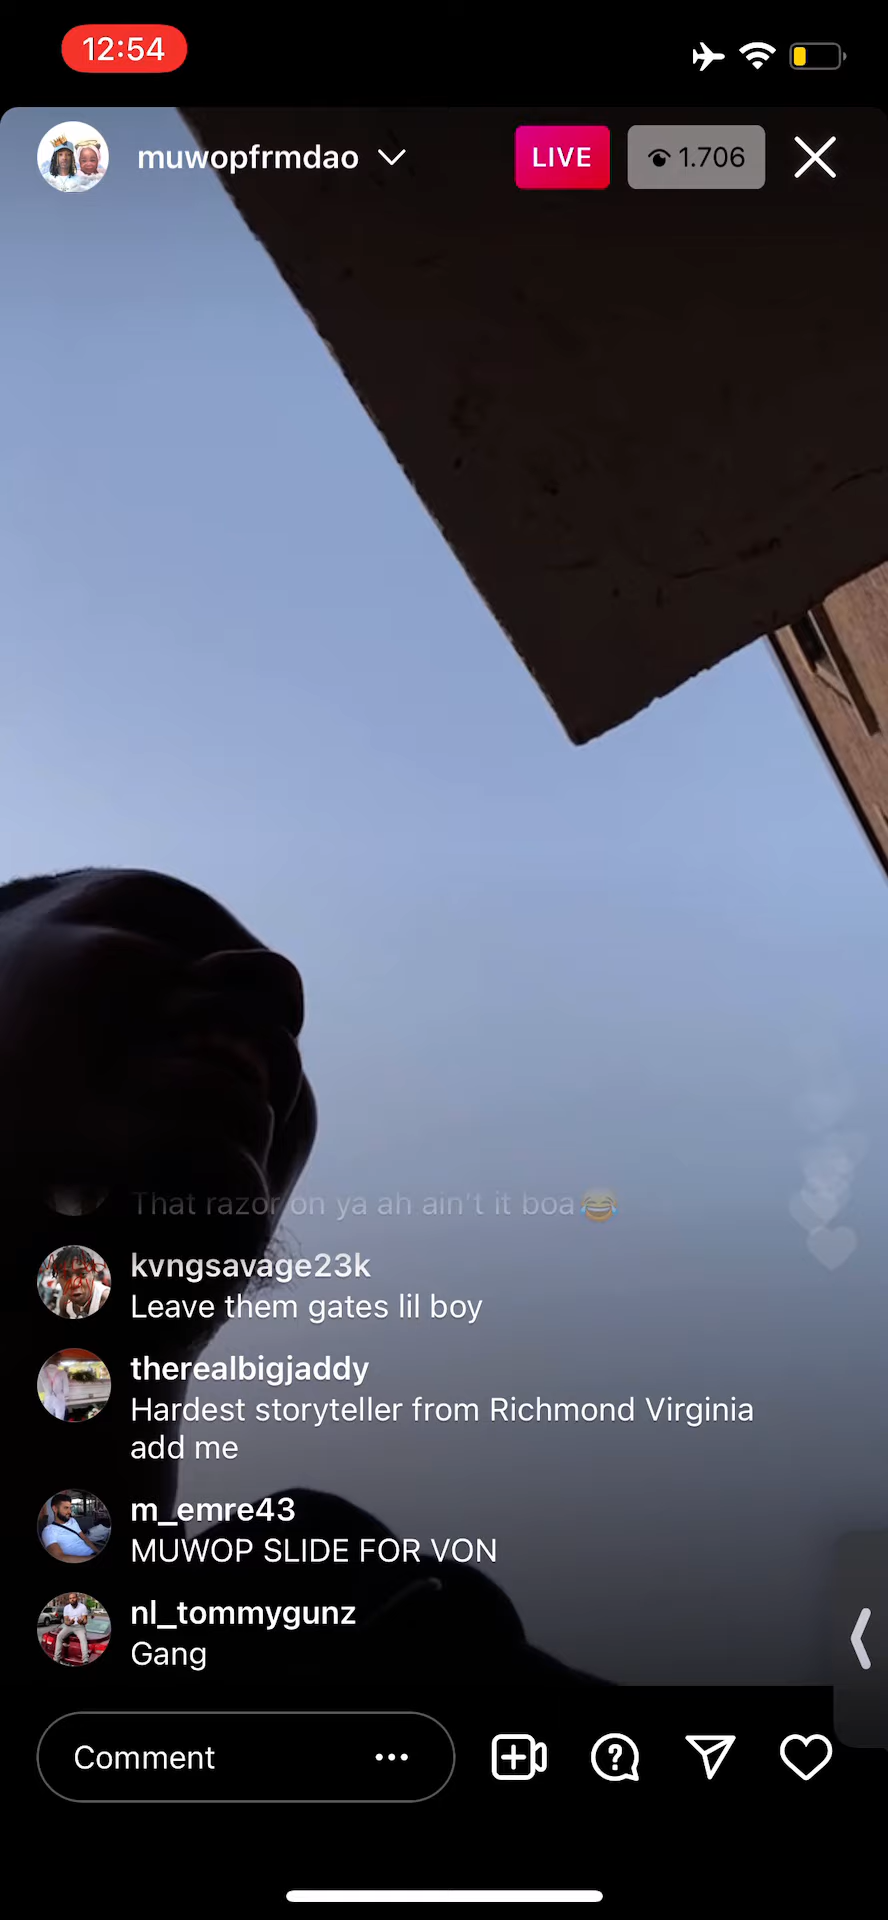 12:54
muwopfrmdao
LIVE
1.706
That razor on ya ah ain't it boa😂
kvngsavage23k
Leave them gates lil boy
therealbigjaddy
Hardest storyteller from Richmond Virginia
add me
m_emre43
MUWOP SLIDE FOR VON
nl_tommygunz
Gang
Comment